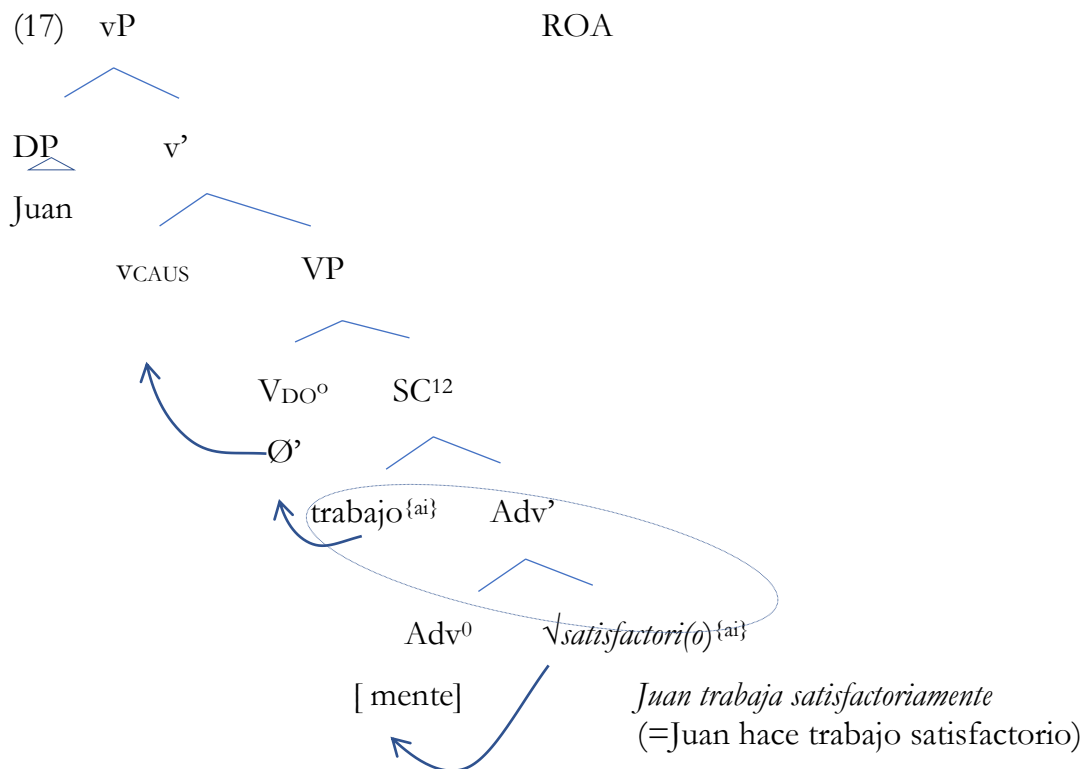 (17) vP ROA
DP v’
Juan
vCAUS VP
VDOº SC12
Ø’
trabajo{ai} Adv’
Adv0 √satisfactori(o){ai}
[ mente] Juan trabaja satisfactoriamente
(=Juan hace trabajo satisfactorio)